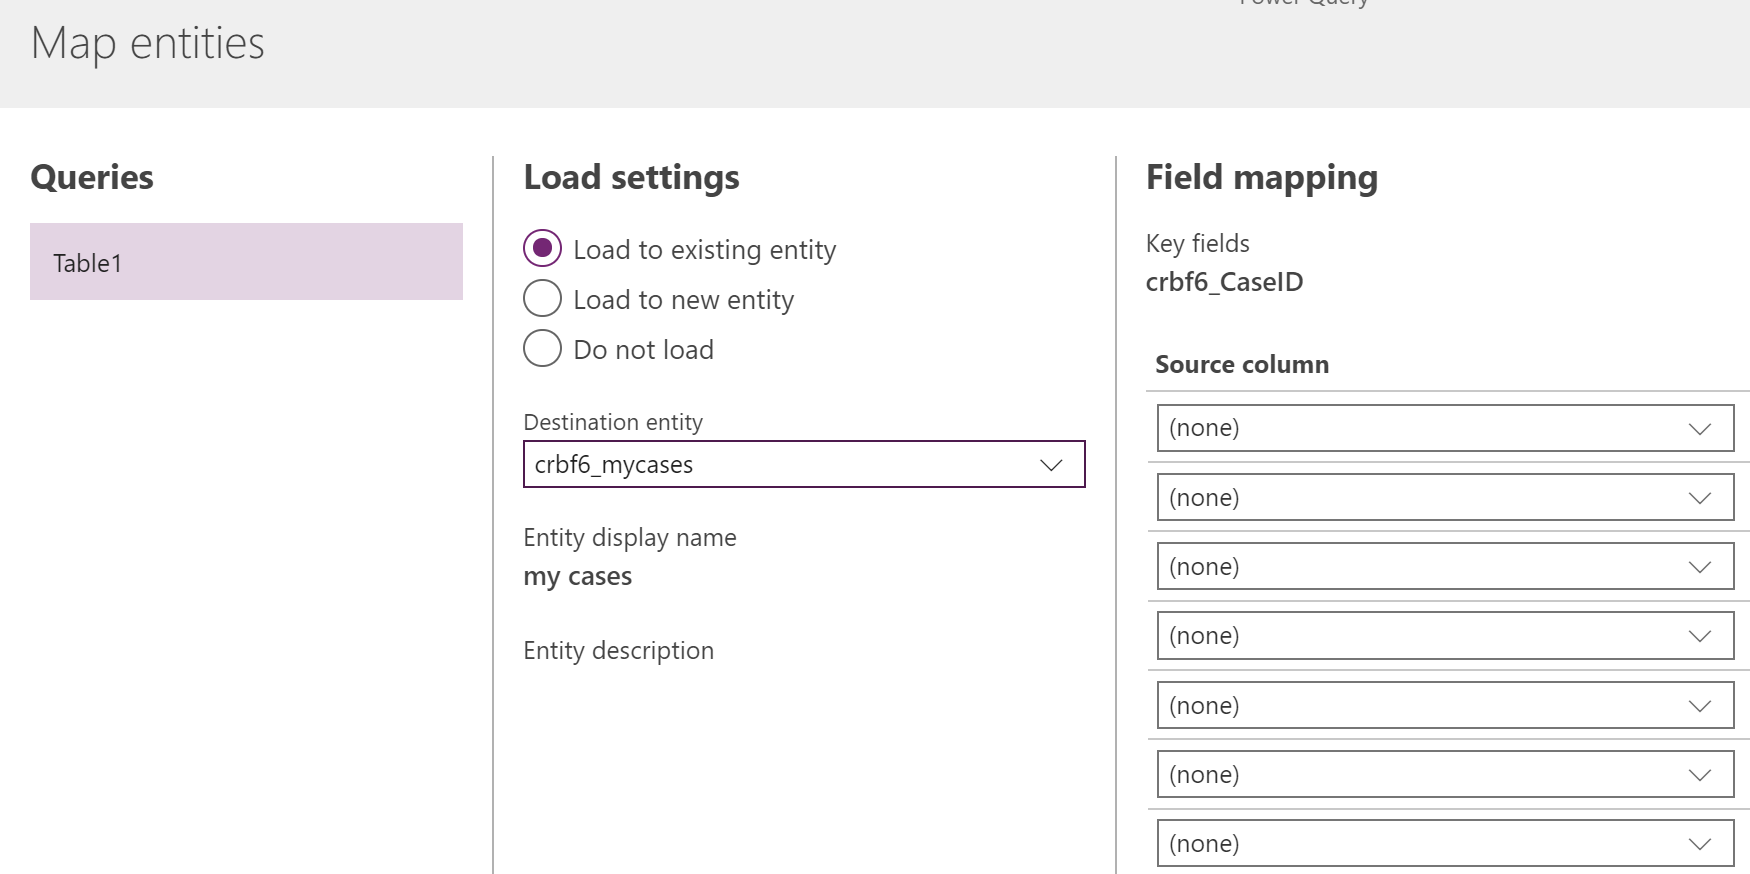 Power Query
Map entities
Queries
Table1
Load settings
Load to existing entity
Load to new entity
Do not load
Destination entity
crbf6_mycases
Entity display name
my cases
Entity description
Field mapping
Key fields
crbf6_CaseID
Source column
(none)
(none)
(none)
(none)
(none)
(none)
(none)